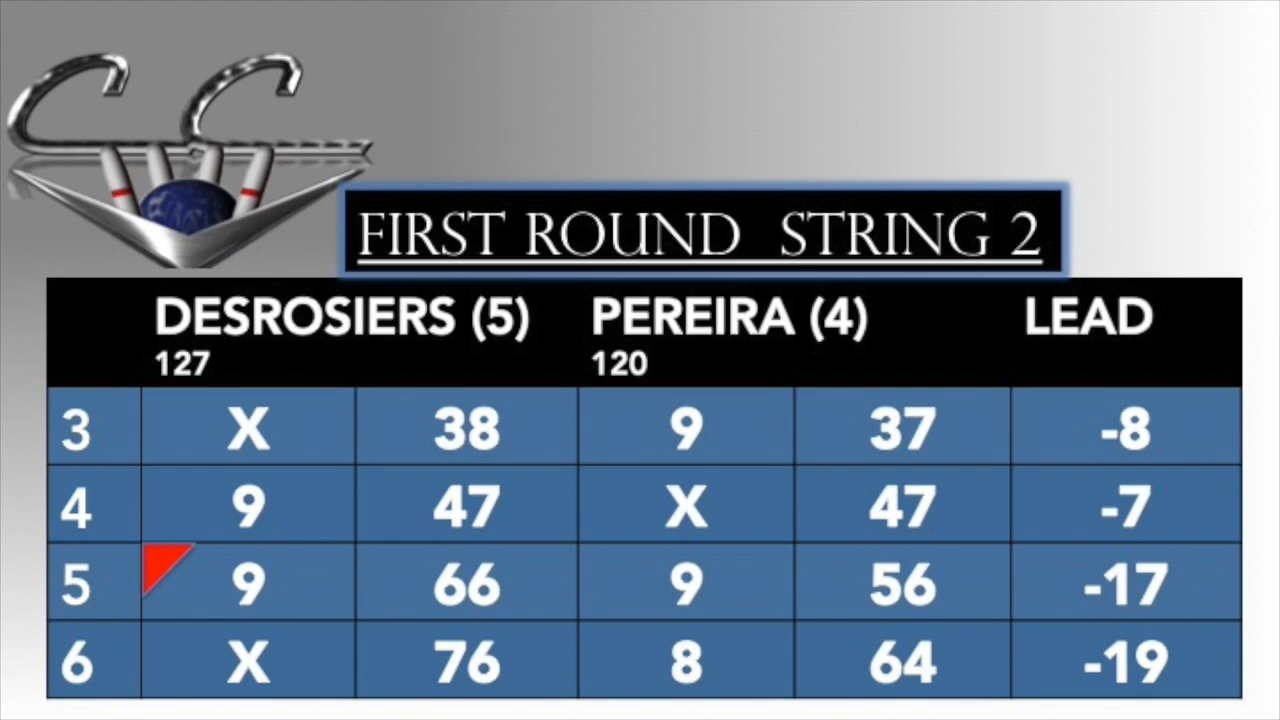 FIRST ROUND STRING 2
DESROSIERS (5) PEREIRA (4) LEAD
127 120
3 X 38 9 37 -8
4 9 47 X 47 -7
5 9 66 9 56 -17
6 X 76 8 64 -19